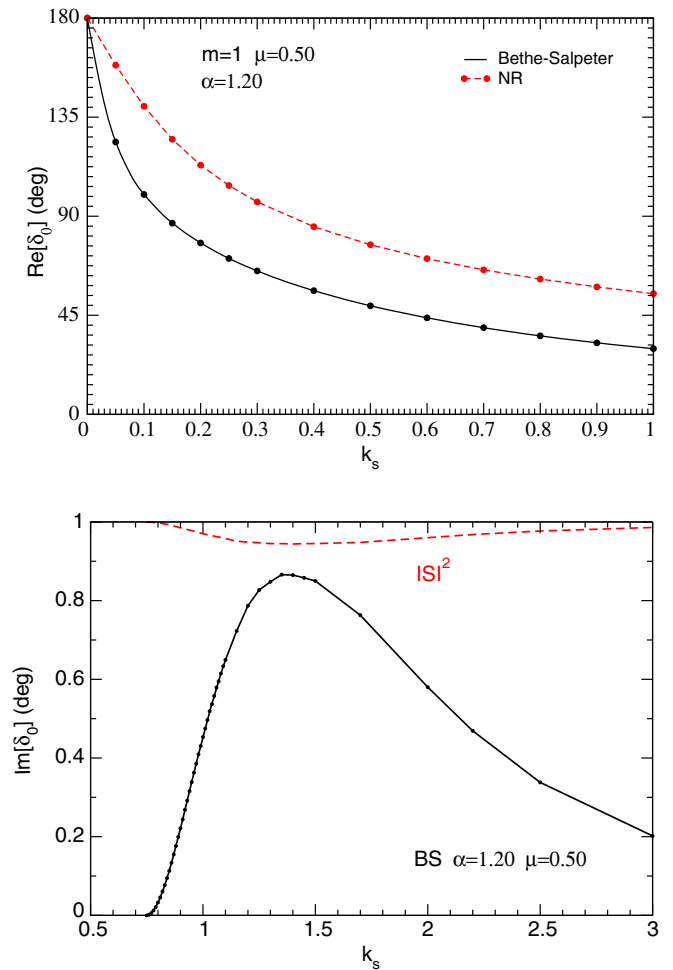 180
135
90
45
0
Re[δ₀] (deg)
m=1 μ=0.50
α=1.20
Bethe-Salpeter
NR
0 0.1 0.2 0.3 0.4 0.5 0.6 0.7 0.8 0.9 1
kₛ
1
0.8
0.6
0.4
0.2
0
Im[δ₀] (deg)
|S|²
BS α=1.20 μ=0.50
0.5 1 1.5 2 2.5 3
kₛ